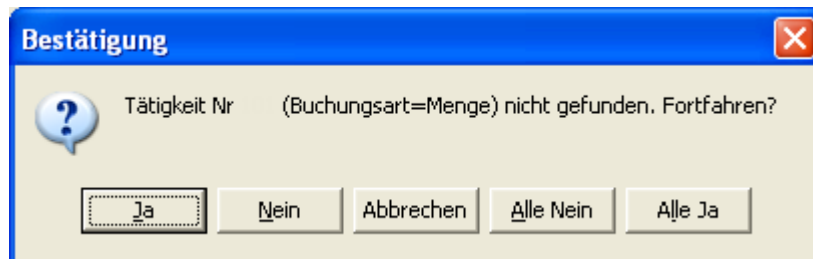 Bestätigung
Tätigkeit Nr (Buchungsart=Menge) nicht gefunden. Fortfahren?
Ja Nein Abbrechen Alle Nein Alle Ja